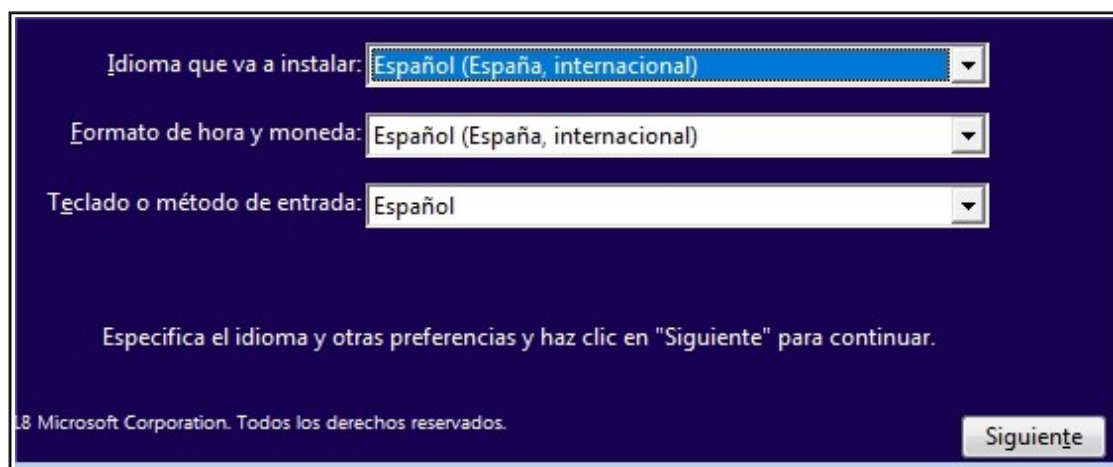 Idioma que va a instalar: Español (España, internacional)
Formato de hora y moneda: Español (España, internacional)
Teclado o método de entrada: Español
Especifica el idioma y otras preferencias y haz clic en "Siguiente" para continuar.
18 Microsoft Corporation. Todos los derechos reservados.
Siguiente